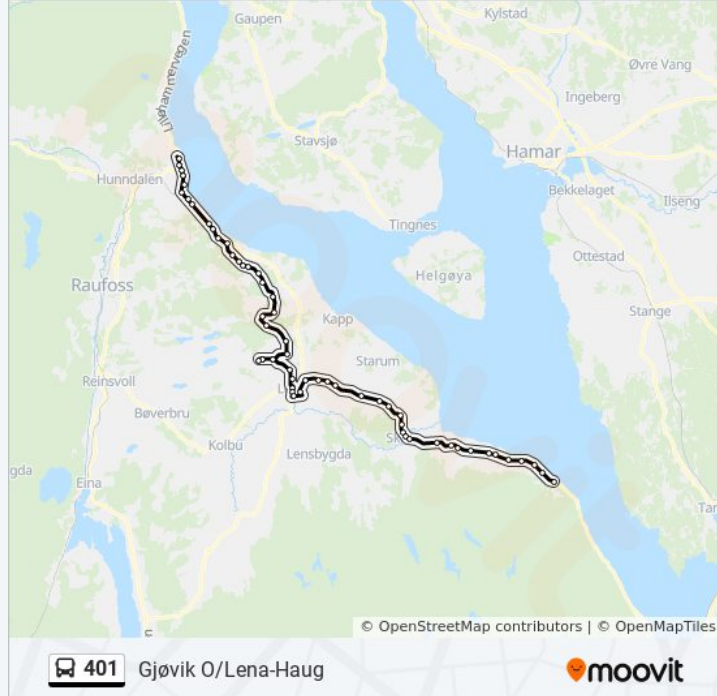 Gaupen
Kylstad
Øvre Vang
Lillehammervegen
Ingeberg
Stavsjø
Hamar
Hunndalen
Bekkelaget
Ilseng
Tingnes
Ottestad
Helgøya
Raufoss
Stange
Kapp
Starum
Reinsvoll
Bøverbru
Kolbu
Lensbygda
Eina
© OpenStreetMap contributors | © OpenMapTiles
401 Gjøvik O/Lena-Haug
moovit